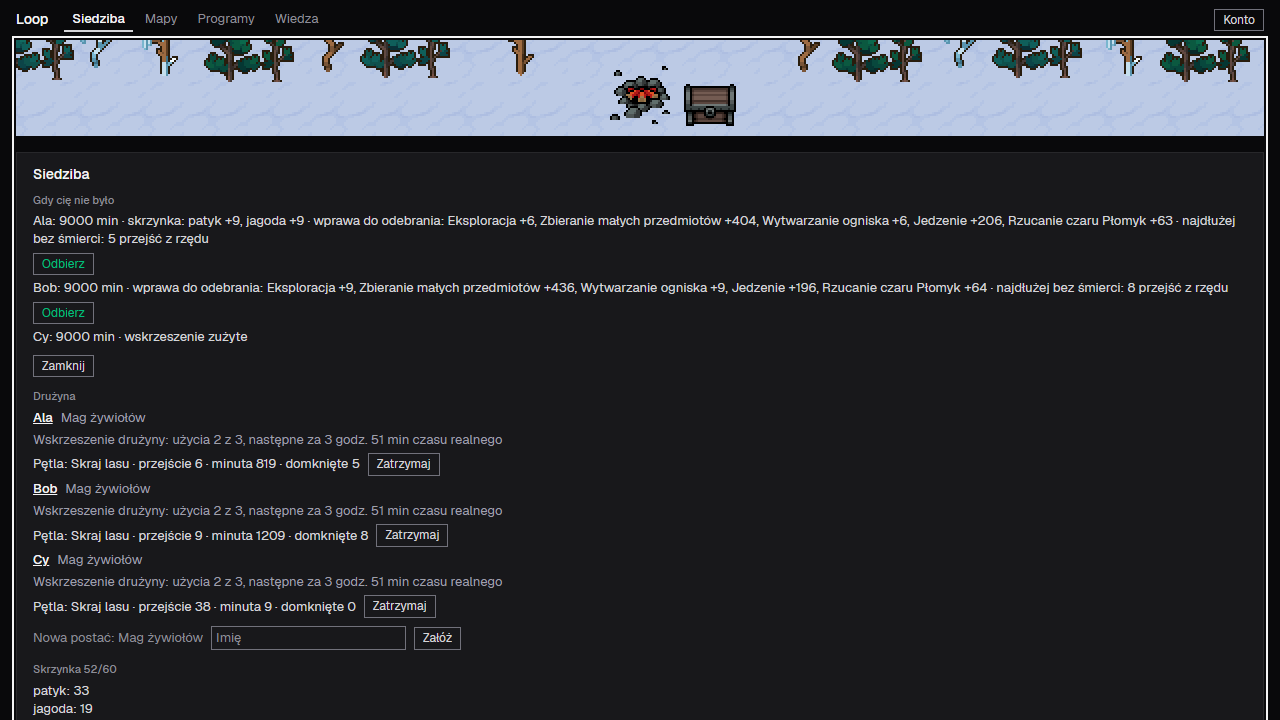 Loop Siedziba Mapy Programy Wiedza Konto
Siedziba
Gdy cię nie było
Ala: 9000 min · skrzynka: patyk +9, jagoda +9 · wprawa do odebrania: Eksploracja +6, Zbieranie małych przedmiotów +404, Wytwarzanie ogniska +6, Jedzenie +206, Rzucanie czaru Płomyk +63 · najdłużej
bez śmierci: 5 przejść z rzędu
Odbierz
Bob: 9000 min · wprawa do odebrania: Eksploracja +9, Zbieranie małych przedmiotów +436, Wytwarzanie ogniska +9, Jedzenie +196, Rzucanie czaru Płomyk +64 · najdłużej bez śmierci: 8 przejść z rzędu
Odbierz
Cy: 9000 min · wskrzeszenie zużyte
Zamknij
Drużyna
Ala Mag żywiołów
Wskrzeszenie drużyny: użycia 2 z 3, następne za 3 godz. 51 min czasu realnego
Pętla: Skraj lasu · przejście 6 · minuta 819 · domknięte 5 Zatrzymaj
Bob Mag żywiołów
Wskrzeszenie drużyny: użycia 2 z 3, następne za 3 godz. 51 min czasu realnego
Pętla: Skraj lasu · przejście 9 · minuta 1209 · domknięte 8 Zatrzymaj
Cy Mag żywiołów
Wskrzeszenie drużyny: użycia 2 z 3, następne za 3 godz. 51 min czasu realnego
Pętla: Skraj lasu · przejście 38 · minuta 9 · domknięte 0 Zatrzymaj
Nowa postać: Mag żywiołów Imię Załóż
Skrzynka 52/60
patyk: 33
jagoda: 19